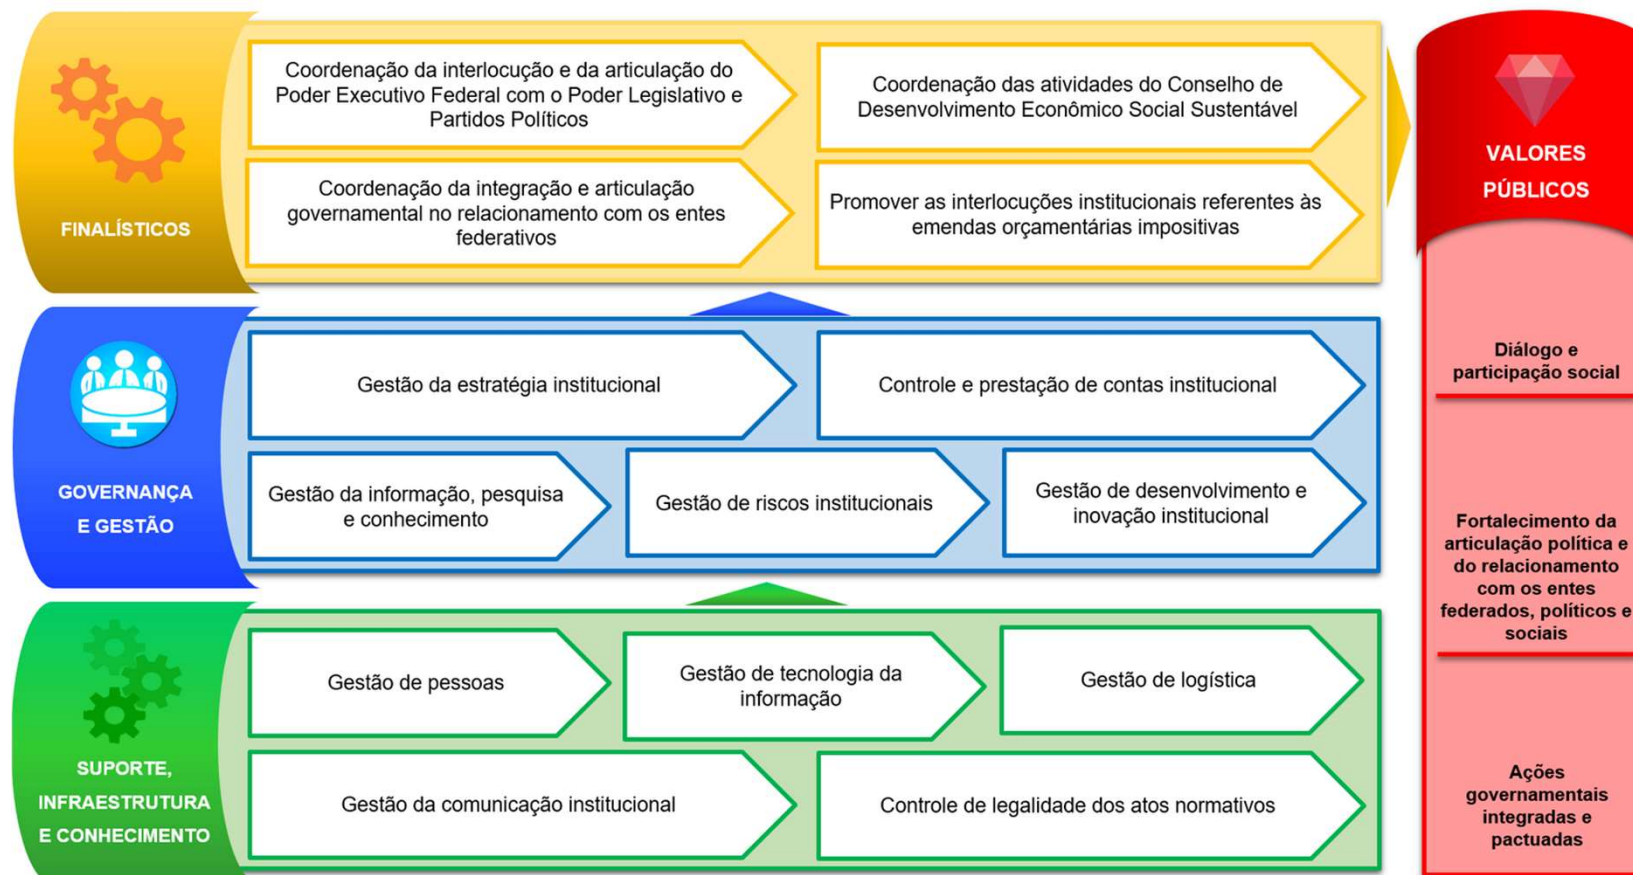 FINALÍSTICOS
Coordenação da interlocução e da articulação do
Poder Executivo Federal com o Poder Legislativo e
Partidos Políticos
Coordenação das atividades do Conselho de
Desenvolvimento Econômico Social Sustentável
Coordenação da integração e articulação
governamental no relacionamento com os entes
federativos
Promover as interlocuções institucionais referentes às
emendas orçamentárias impositivas
GOVERNANÇA
E GESTÃO
Gestão da estratégia institucional
Controle e prestação de contas institucional
Gestão da informação, pesquisa
e conhecimento
Gestão de riscos institucionais
Gestão de desenvolvimento e
inovação institucional
SUPORTE,
INFRAESTRUTURA
E CONHECIMENTO
Gestão de pessoas
Gestão de tecnologia da
informação
Gestão de logística
Gestão da comunicação institucional
Controle de legalidade dos atos normativos
VALORES
PÚBLICOS
Diálogo e
participação social
Fortalecimento da
articulação política e
do relacionamento
com os entes
federados, políticos e
sociais
Ações
governamentais
integradas e
pactuadas